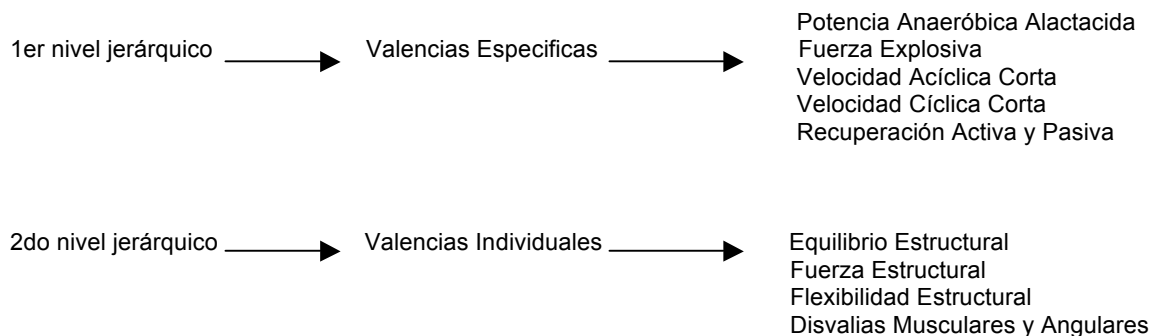 Potencia Anaeróbica Alactacida
1er nivel jerárquico Valencias Especificas Fuerza Explosiva
Velocidad Acíclica Corta
Velocidad Cíclica Corta
Recuperación Activa y Pasiva
2do nivel jerárquico Valencias Individuales Equilibrio Estructural
Fuerza Estructural
Flexibilidad Estructural
Disvalias Musculares y Angulares